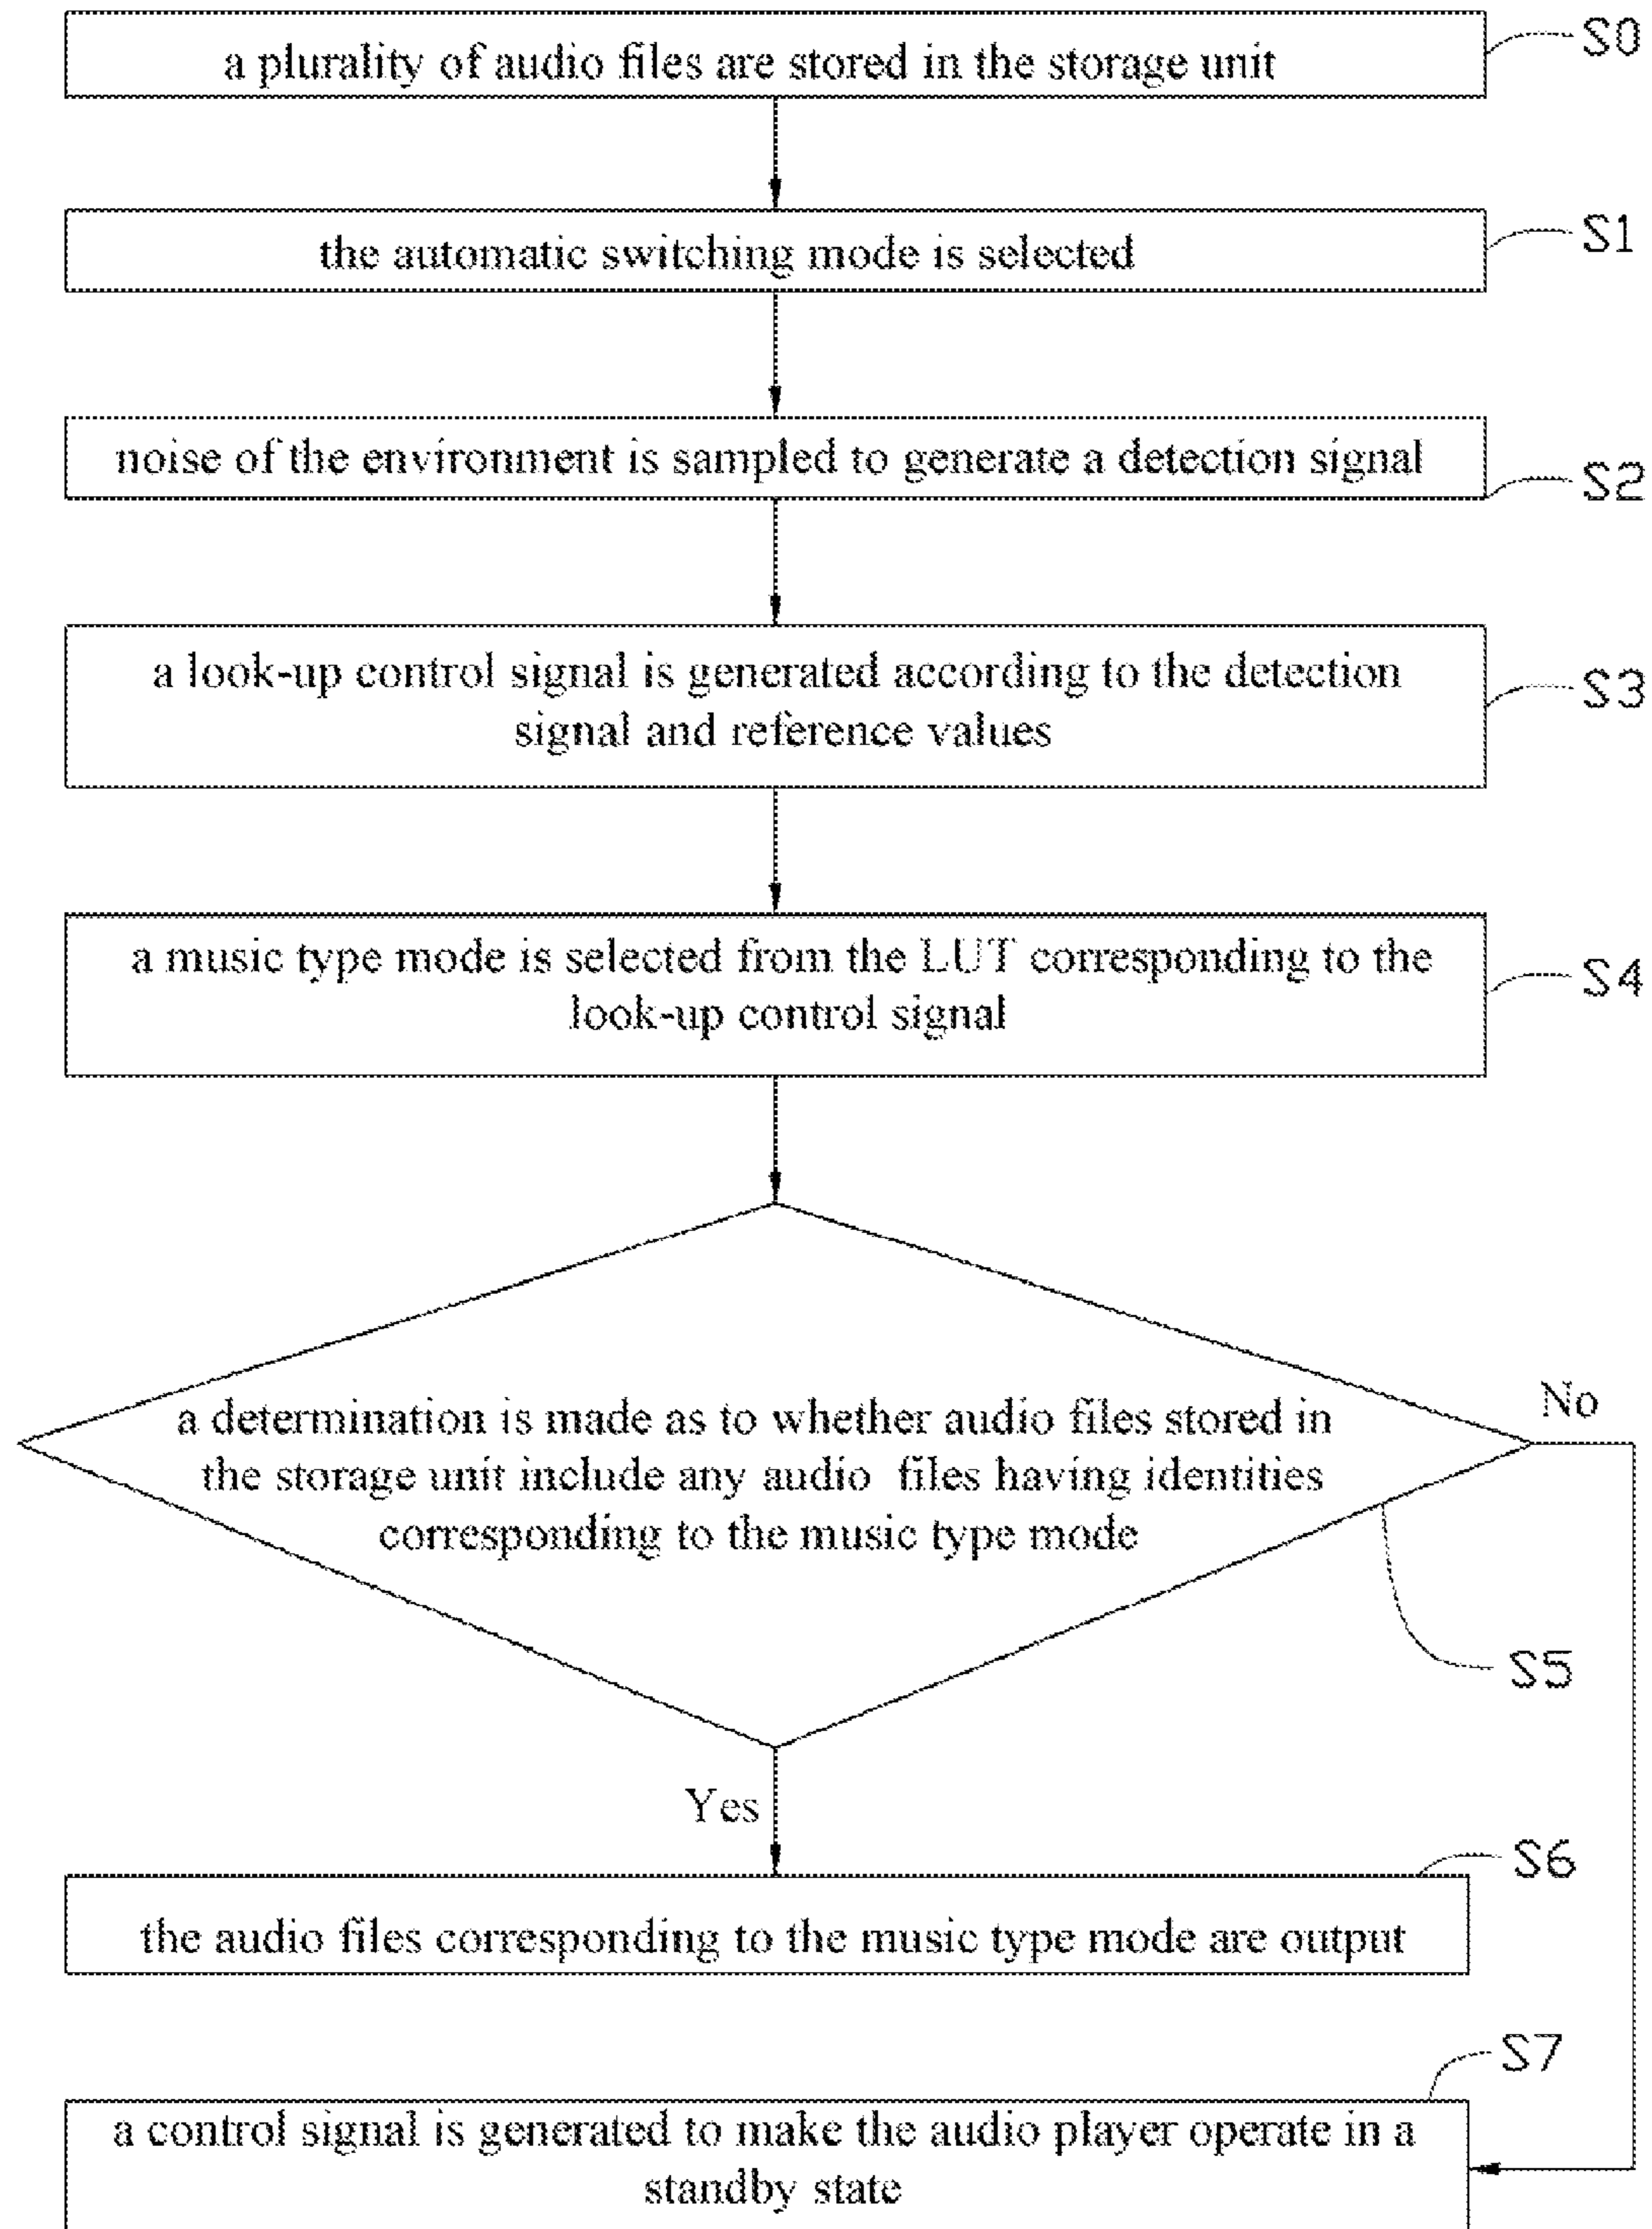 a plurality of audio files are stored in the storage unit
S0
the automatic switching mode is selected
S1
noise of the environment is sampled to generate a detection signal
S2
a look-up control signal is generated according to the detection
signal and reference values
S3
a music type mode is selected from the LUT corresponding to the
look-up control signal
S4
a determination is made as to whether audio files stored in
the storage unit include any audio files having identities
corresponding to the music type mode
No
S5
Yes
S6
the audio files corresponding to the music type mode are output
S7
a control signal is generated to make the audio player operate in a
standby state